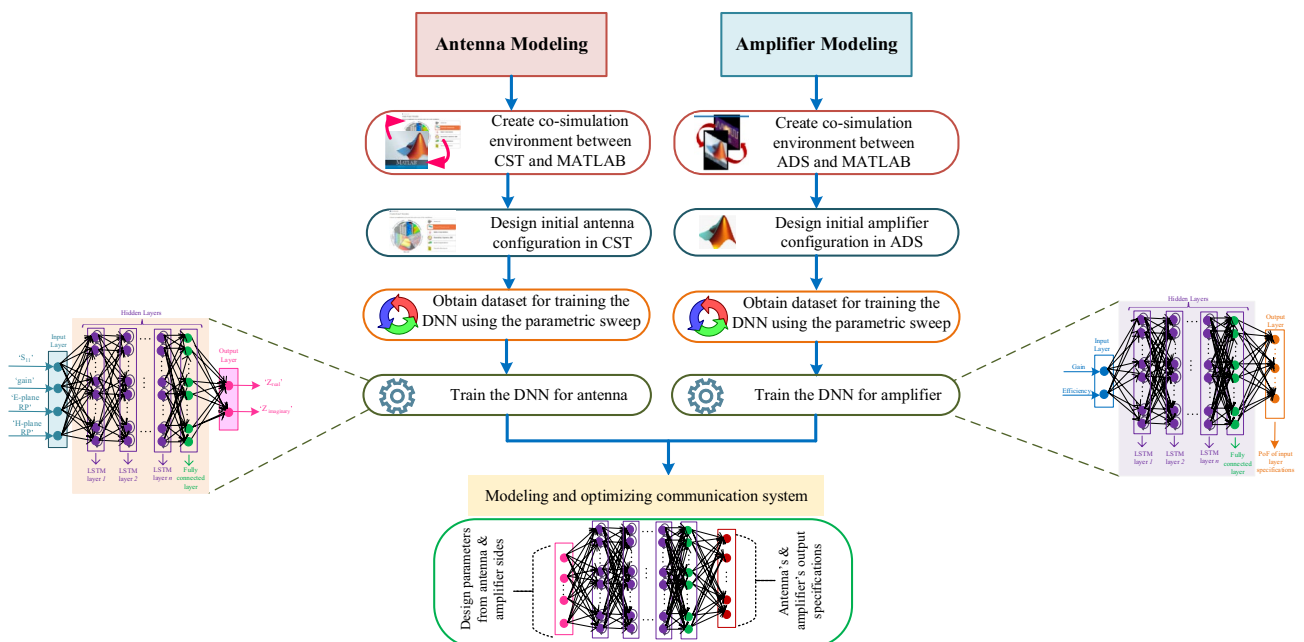 Antenna Modeling
Amplifier Modeling
Create co-simulation
environment between
CST and MATLAB
MATLAB
Create co-simulation
environment between
ADS and MATLAB
Design initial antenna
configuration in CST
Design initial amplifier
configuration in ADS
Obtain dataset for training the
DNN using the parametric sweep
Obtain dataset for training the
DNN using the parametric sweep
Train the DNN for antenna
Train the DNN for amplifier
Hidden Layers
Input
Layer
Output
Layer
'S11'
'gain'
'E-plane
RP'
'H-plane
RP'
'Zreal'
'Zimaginary'
LSTM
layer 1
LSTM
layer 2
LSTM
layer n
Fully
connected
layer
Hidden Layers
Input
Layer
Output
Layer
Gain
Efficiency
LSTM
layer 1
LSTM
layer 2
LSTM
layer n
Fully
connected
layer
PoF of input
layer
specifications
Modeling and optimizing communication system
Design parameters
from antenna &
amplifier sides
Antenna's &
amplifier's output
specifications